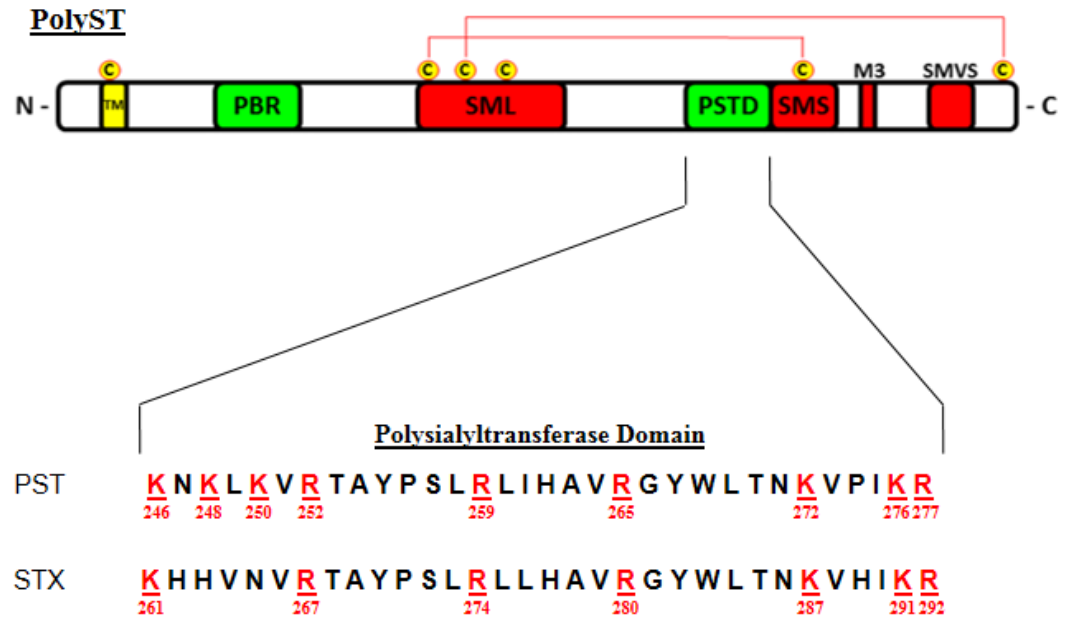 PolyST
C C C C C M3 SMVS C
N - TM PBR SML PSTD SMS - C
Polysialyltransferase Domain
PST K N K L K V R T A Y P S L R L I H A V R G Y W L T N K V P I K R
246 248 250 252 259 265 272 276 277
STX K H H V N V R T A Y P S L R L L H A V R G Y W L T N K V H I K R
261 267 274 280 287 291 292